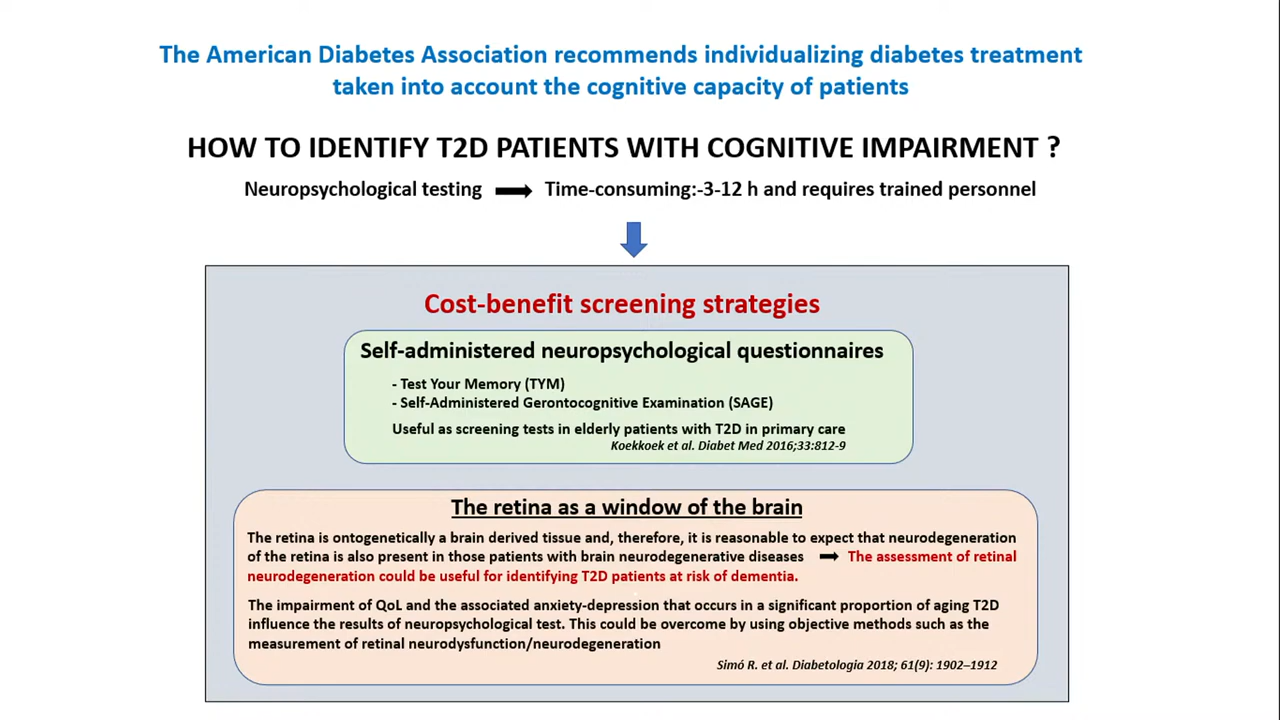 The American Diabetes Association recommends individualizing diabetes treatment
taken into account the cognitive capacity of patients
HOW TO IDENTIFY T2D PATIENTS WITH COGNITIVE IMPAIRMENT ?
Neuropsychological testing Time-consuming:-3-12 h and requires trained personnel
Cost-benefit screening strategies
Self-administered neuropsychological questionnaires
- Test Your Memory (TYM)
- Self-Administered Gerontocognitive Examination (SAGE)
Useful as screening tests in elderly patients with T2D in primary care
Koekkoek et al. Diabet Med 2016;33:812-9
The retina as a window of the brain
The retina is ontogenetically a brain derived tissue and, therefore, it is reasonable to expect that neurodegeneration
of the retina is also present in those patients with brain neurodegenerative diseases The assessment of retinal
neurodegeneration could be useful for identifying T2D patients at risk of dementia.
The impairment of QoL and the associated anxiety-depression that occurs in a significant proportion of aging T2D
influence the results of neuropsychological test. This could be overcome by using objective methods such as the
measurement of retinal neurodysfunction/neurodegeneration
Simó R. et al. Diabetologia 2018; 61(9): 1902–1912